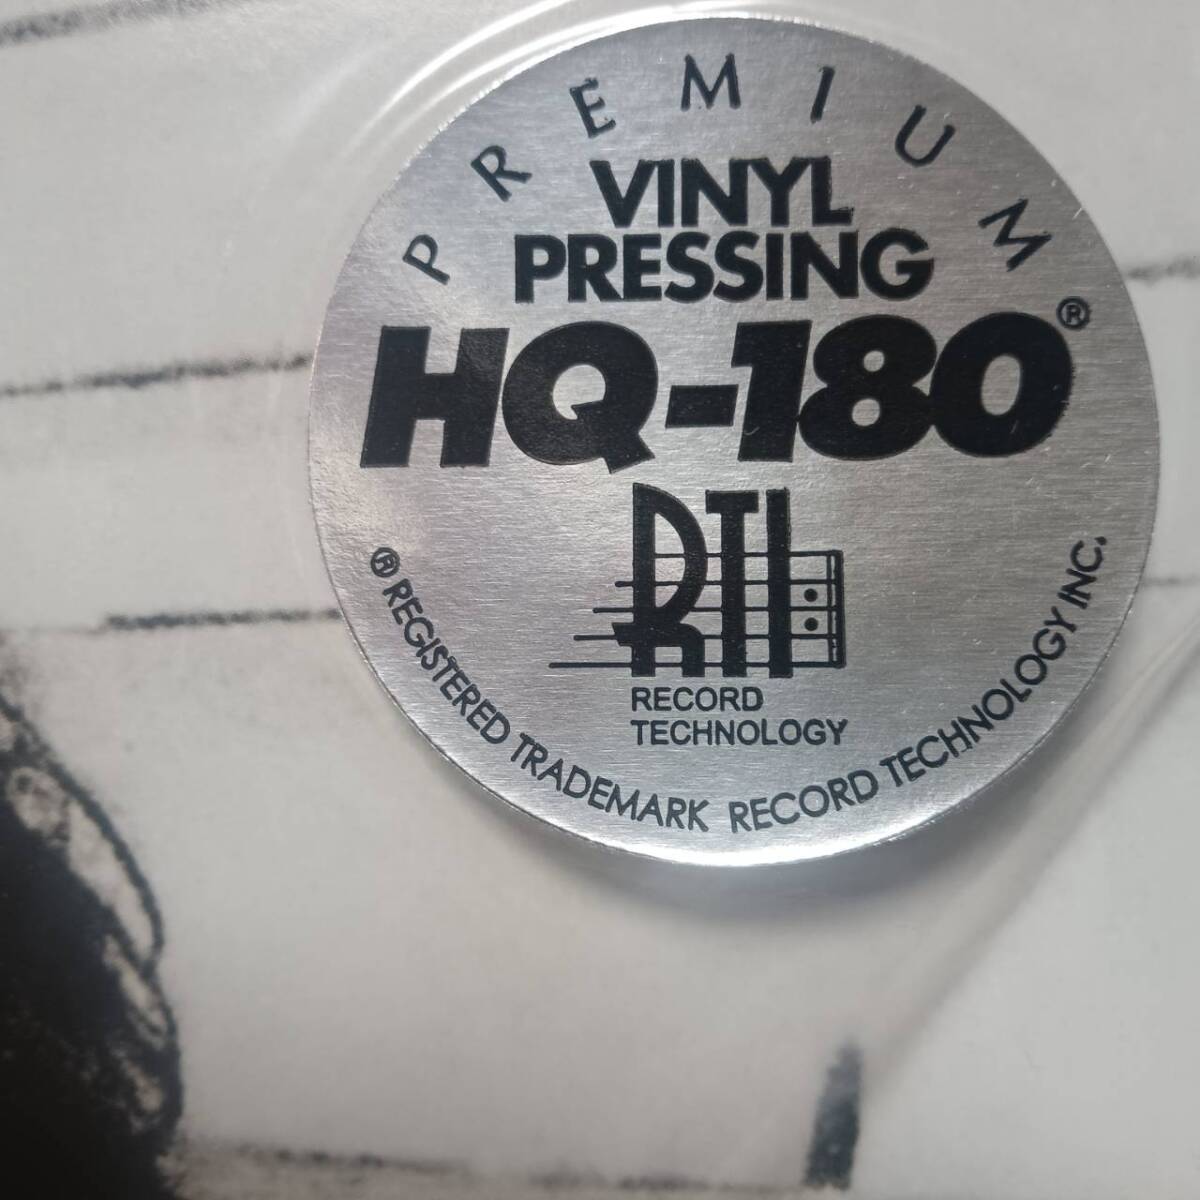 PREMIUM
VINYL
PRESSING
HQ-180®
RTI
RECORD
TECHNOLOGY
® REGISTERED TRADEMARK RECORD TECHNOLOGY INC.